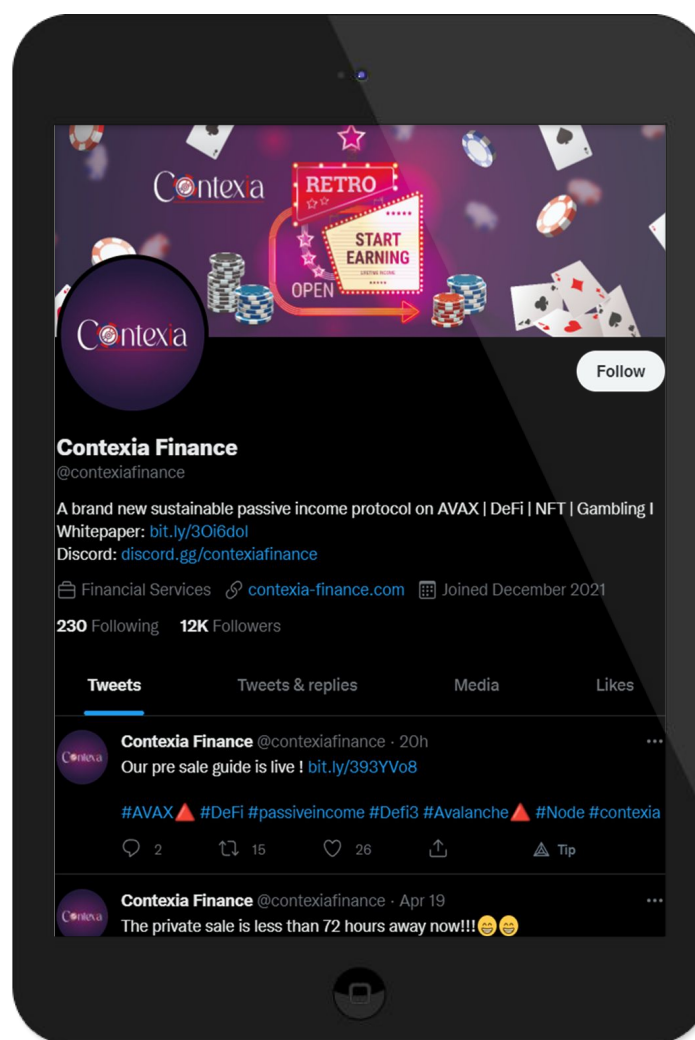 Contexia
RETRO
START
EARNING
LIFETIME INCOME
OPEN
Contexia
Follow
Contexia Finance
@contexiafinance
A brand new sustainable passive income protocol on AVAX | DeFi | NFT | Gambling I
Whitepaper: bit.ly/3Oi6dol
Discord: discord.gg/contexiafinance
Financial Services contexia-finance.com Joined December 2021
230 Following 12K Followers
Tweets Tweets & replies Media Likes
Contexia
Contexia Finance @contexiafinance · 20h
Our pre sale guide is live ! bit.ly/393YVo8
#AVAX🔺 #DeFi #passiveincome #Defi3 #Avalanche🔺 #Node #contexia
2 15 26 Tip
Contexia
Contexia Finance @contexiafinance · Apr 19
The private sale is less than 72 hours away now!!!😁😁